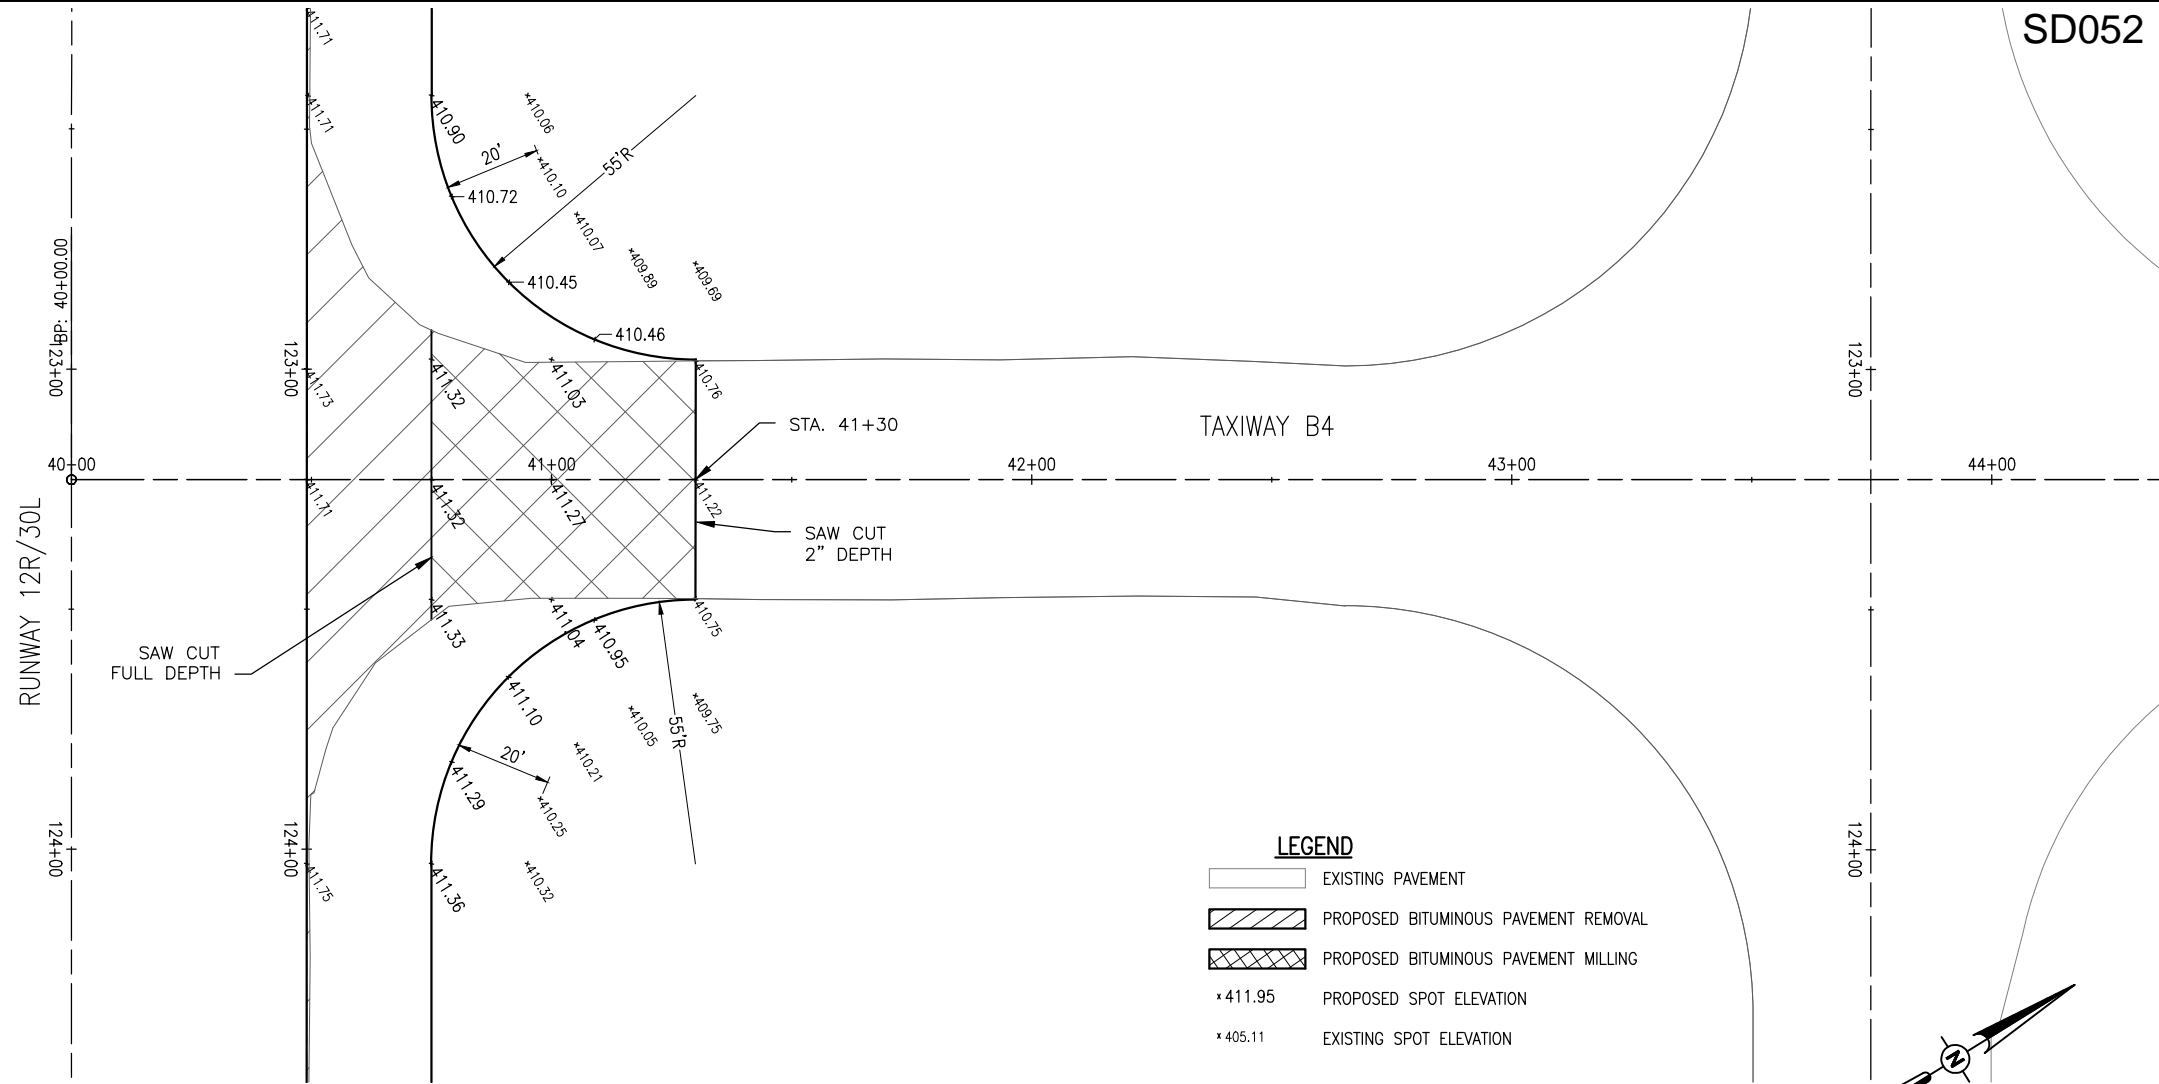 SD052
411.71
411.71
410.90
410.06
20'
410.10
55'R
410.72
410.07
409.89
409.69
410.45
410.46
BP: 40+00.00
123+00
123+00
123+00
411.73
411.32
411.03
410.76
STA. 41+30
TAXIWAY B4
40+00
41+00
42+00
43+00
44+00
411.71
411.32
411.27
411.22
RUNWAY 12R/30L
SAW CUT
2" DEPTH
SAW CUT
FULL DEPTH
411.33
411.04
410.95
410.75
411.10
410.05
409.75
55'R
20'
410.21
411.29
410.25
124+00
124+00
124+00
411.75
411.36
410.32
LEGEND
EXISTING PAVEMENT
PROPOSED BITUMINOUS PAVEMENT REMOVAL
PROPOSED BITUMINOUS PAVEMENT MILLING
x 411.95 PROPOSED SPOT ELEVATION
x 405.11 EXISTING SPOT ELEVATION
N